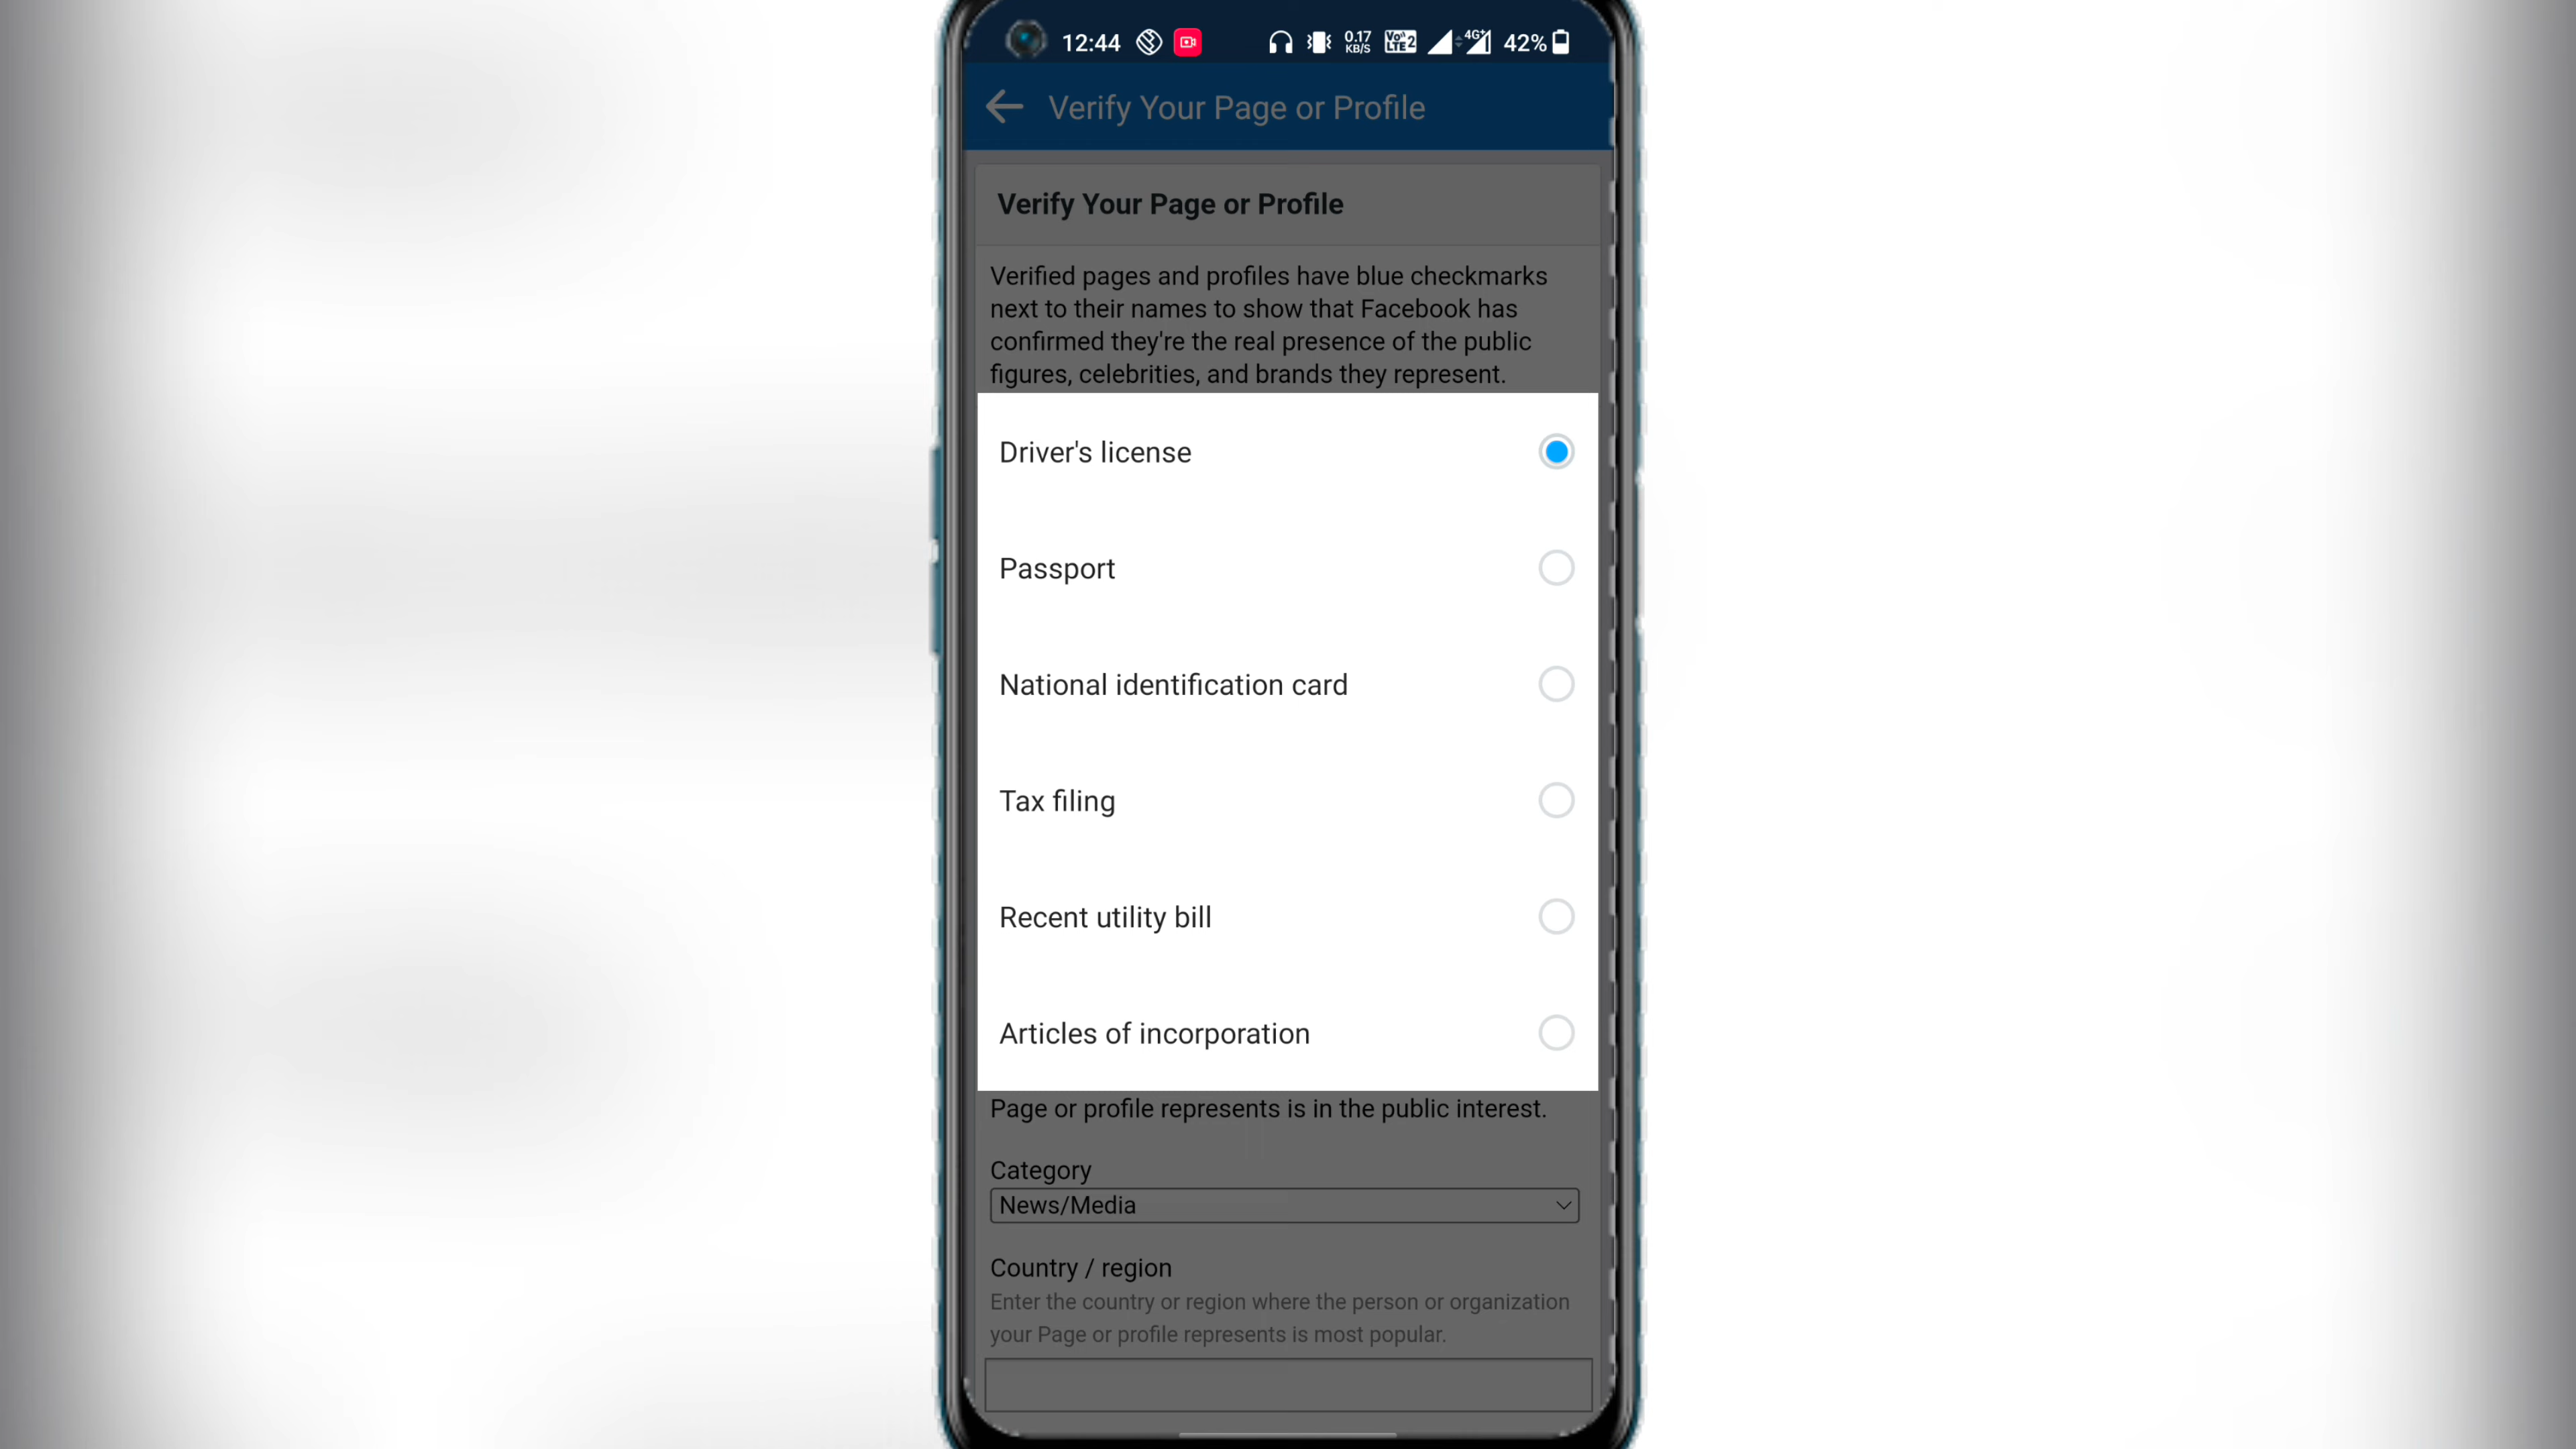 12:44
0.17
KB/S
Vo))
LTE 2
4G+
42%
Verify Your Page or Profile
Verify Your Page or Profile
Verified pages and profiles have blue checkmarks
next to their names to show that Facebook has
confirmed they're the real presence of the public
figures, celebrities, and brands they represent.
Driver's license
Passport
National identification card
Tax filing
Recent utility bill
Articles of incorporation
Page or profile represents is in the public interest.
Category
News/Media
Country / region
Enter the country or region where the person or organization
your Page or profile represents is most popular.